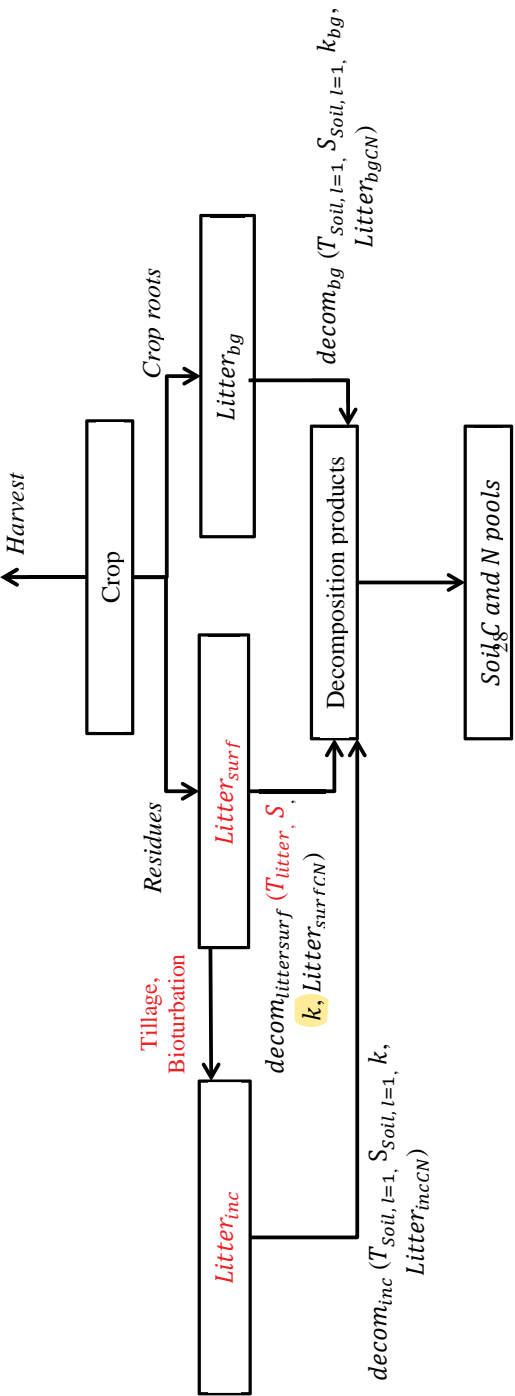 Harvest
Crop
Residues
Crop roots
Tillage,
Bioturbation
Litter_inc
Litter_surf
Litter_bg
decom_littersurf (T_litter, S,
k, Litter_surfCN)
decom_bg (T_Soil,l=1, S_Soil,l=1, k_bg,
Litter_bgCN)
Decomposition products
decom_inc (T_Soil,l=1, S_Soil,l=1, k,
Litter_incCN)
Soil C and N pools
28